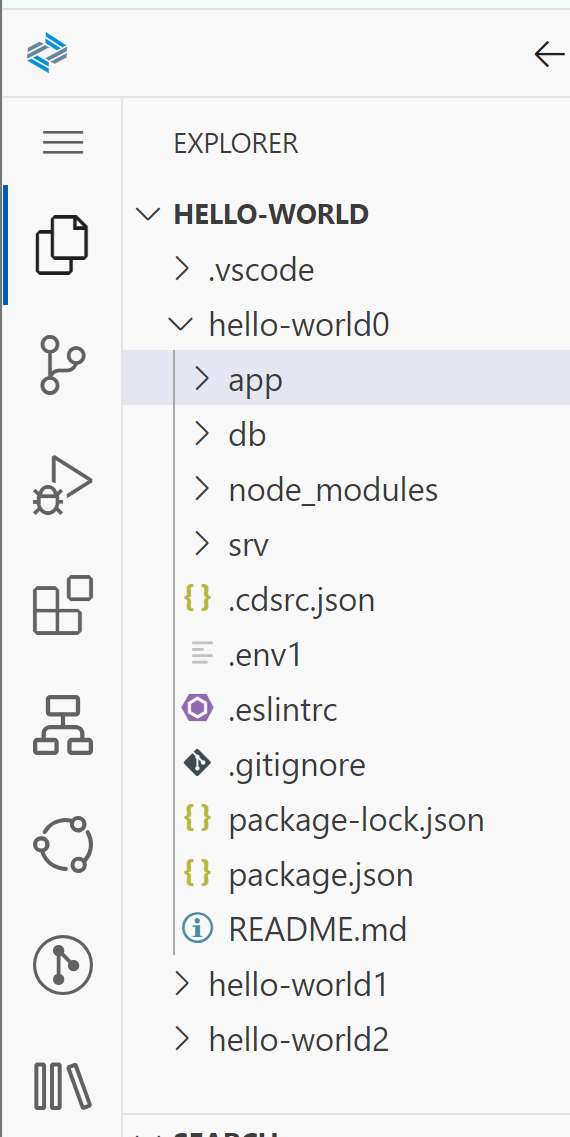 EXPLORER
HELLO-WORLD
.vscode
hello-world0
app
db
node_modules
srv
.cdsrc.json
.env1
.eslintrc
.gitignore
package-lock.json
package.json
README.md
hello-world1
hello-world2
SEARCH